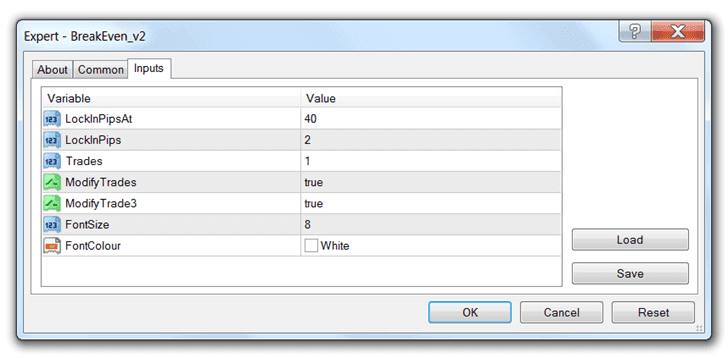 Expert - BreakEven_v2
About Common Inputs
Variable Value
123 LockInPipsAt 40
123 LockInPips 2
123 Trades 1
ModifyTrades true
ModifyTrade3 true
123 FontSize 8
FontColour White
Load
Save
OK Cancel Reset